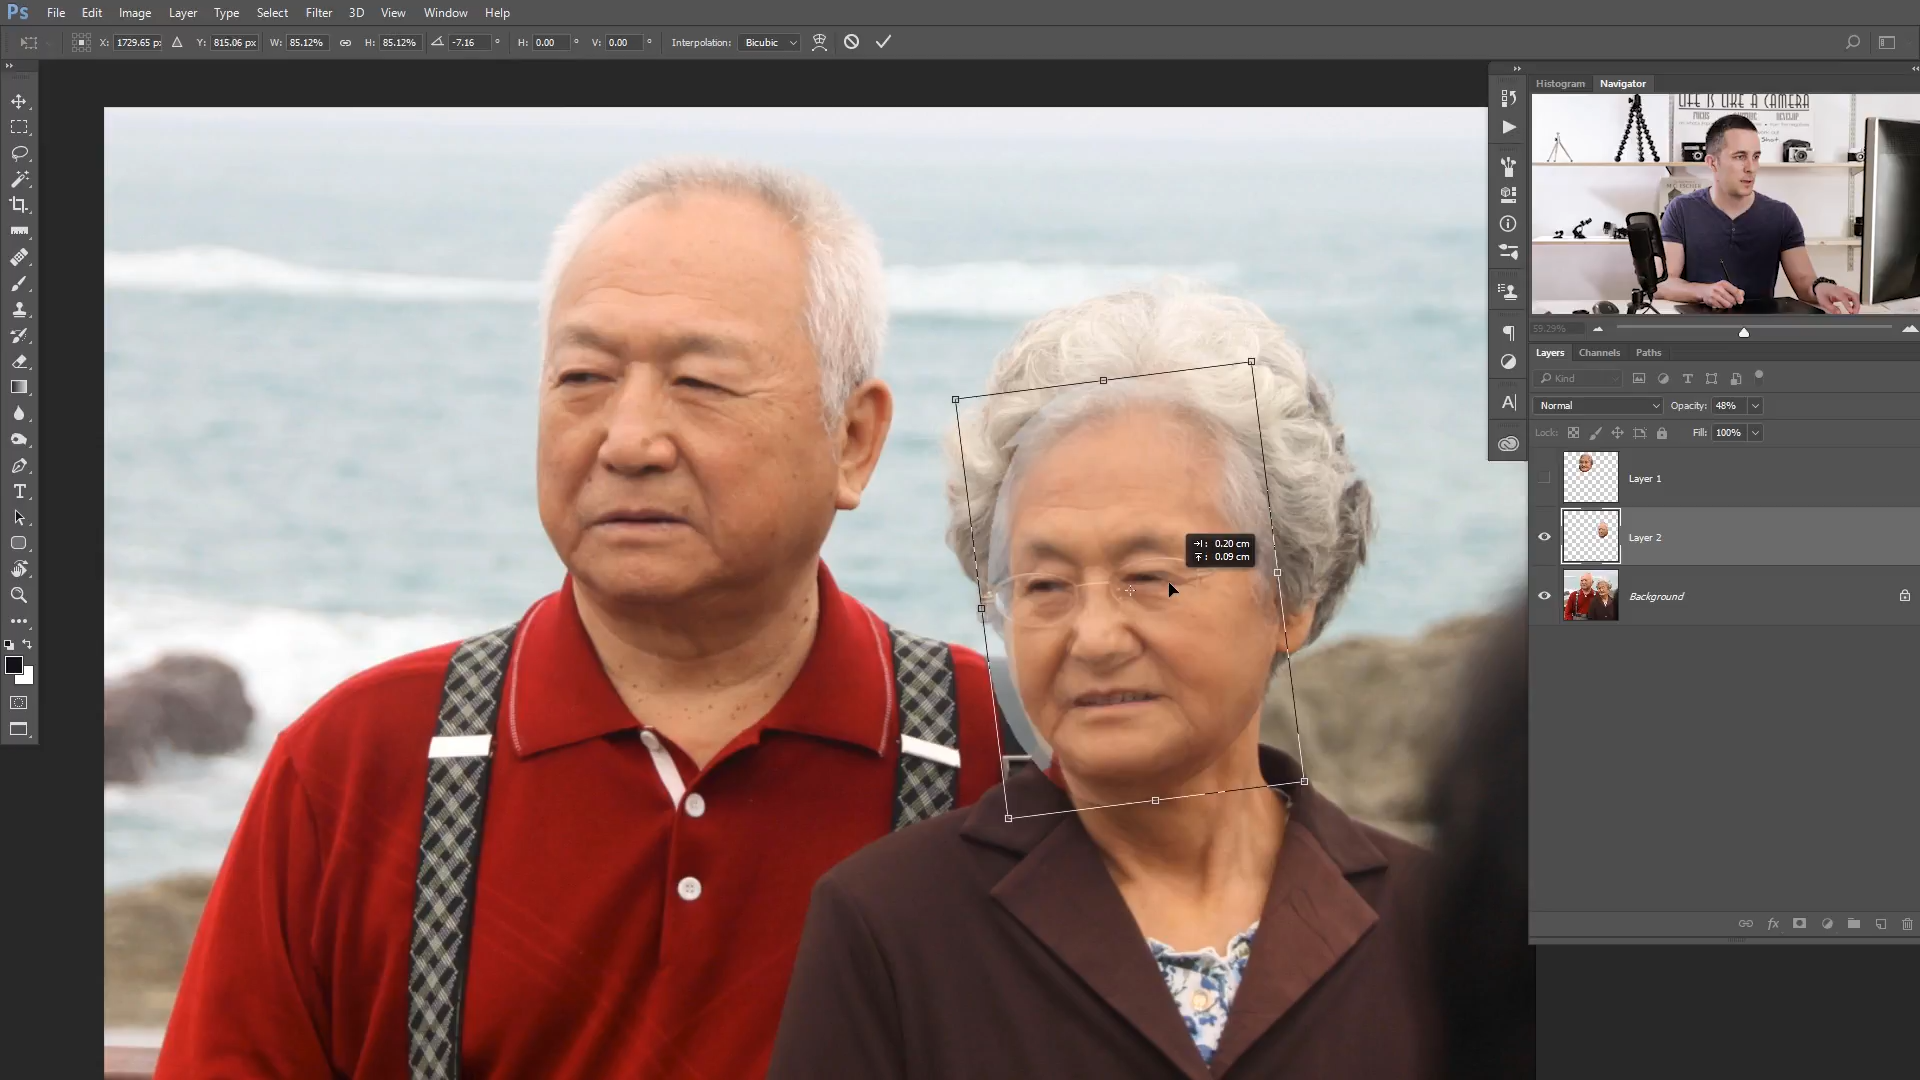 Ps File Edit Image Layer Type Select Filter 3D View Window Help
X: 1729.65 px Y: 815.06 px W: 85.12% H: 85.12% -7.16 ° H: 0.00 ° V: 0.00 ° Interpolation: Bicubic
Histogram Navigator
LIFE IS LIKE A CAMERA
59.29%
Layers Channels Paths
Kind
Normal Opacity: 48%
Lock: Fill: 100%
Layer 1
Layer 2
Background
: 0.20 cm
: 0.09 cm